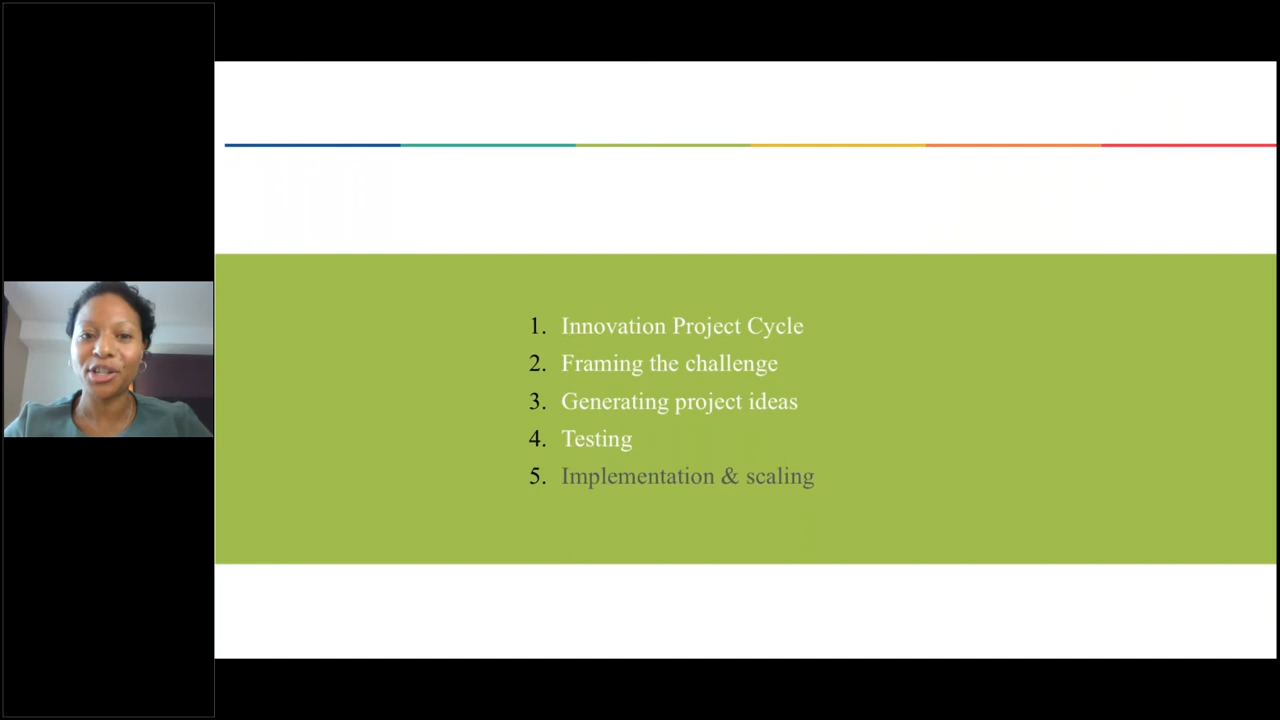 1. Innovation Project Cycle
2. Framing the challenge
3. Generating project ideas
4. Testing
5. Implementation & scaling